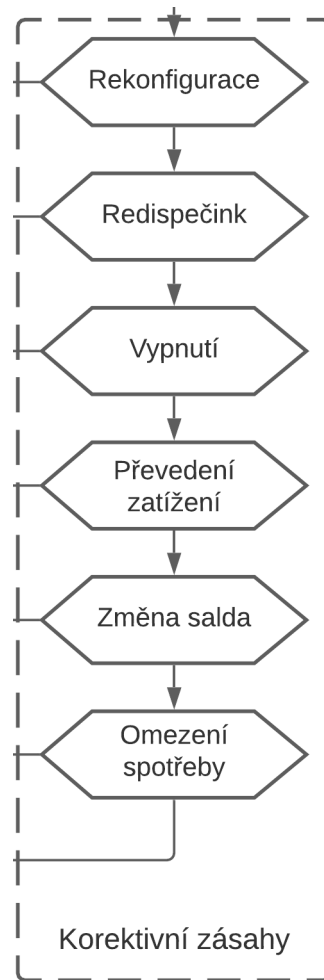 Rekonfigurace
Redispečink
Vypnutí
Převedení
zatížení
Změna salda
Omezení
spotřeby
Korektivní zásahy